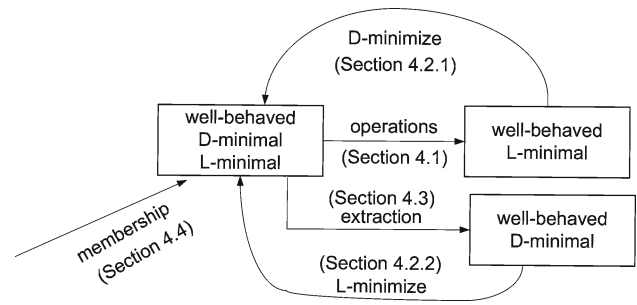 D-minimize
(Section 4.2.1)
well-behaved
D-minimal
L-minimal
operations
(Section 4.1)
well-behaved
L-minimal
membership
(Section 4.4)
(Section 4.3)
extraction
well-behaved
D-minimal
(Section 4.2.2)
L-minimize